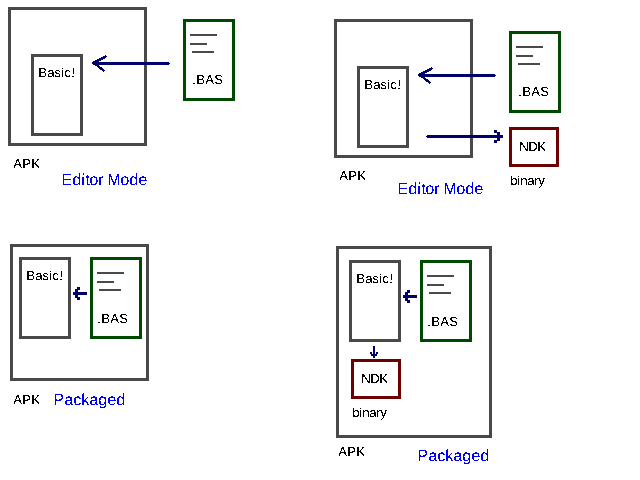 Basic!
.BAS
APK
Editor Mode
Basic!
.BAS
NDK
APK
binary
Editor Mode
Basic!
.BAS
APK
Packaged
Basic!
.BAS
NDK
binary
APK
Packaged